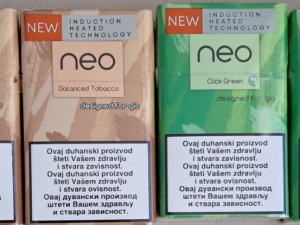 NEW
INDUCTION
HEATED
TECHNOLOGY
neo
Balanced Tobacco
designed for glo
Ovaj duhanski proizvod
šteti Vašem zdravlju
i stvara zavisnost.
Ovaj duhanski proizvod
šteti Vašem zdravlju
i stvara ovisnost.
Овај дувански производ
штети Вашем здрављу
и ствара зависност.
NEW
INDUCTION
HEATED
TECHNOLOGY
neo
Click Green
designed for glo
Ovaj duhanski proizvod
šteti Vašem zdravlju
i stvara zavisnost.
Ovaj duhanski proizvod
šteti Vašem zdravlju
i stvara ovisnost.
Овај дувански производ
штети Вашем здрављу
и ствара зависност.